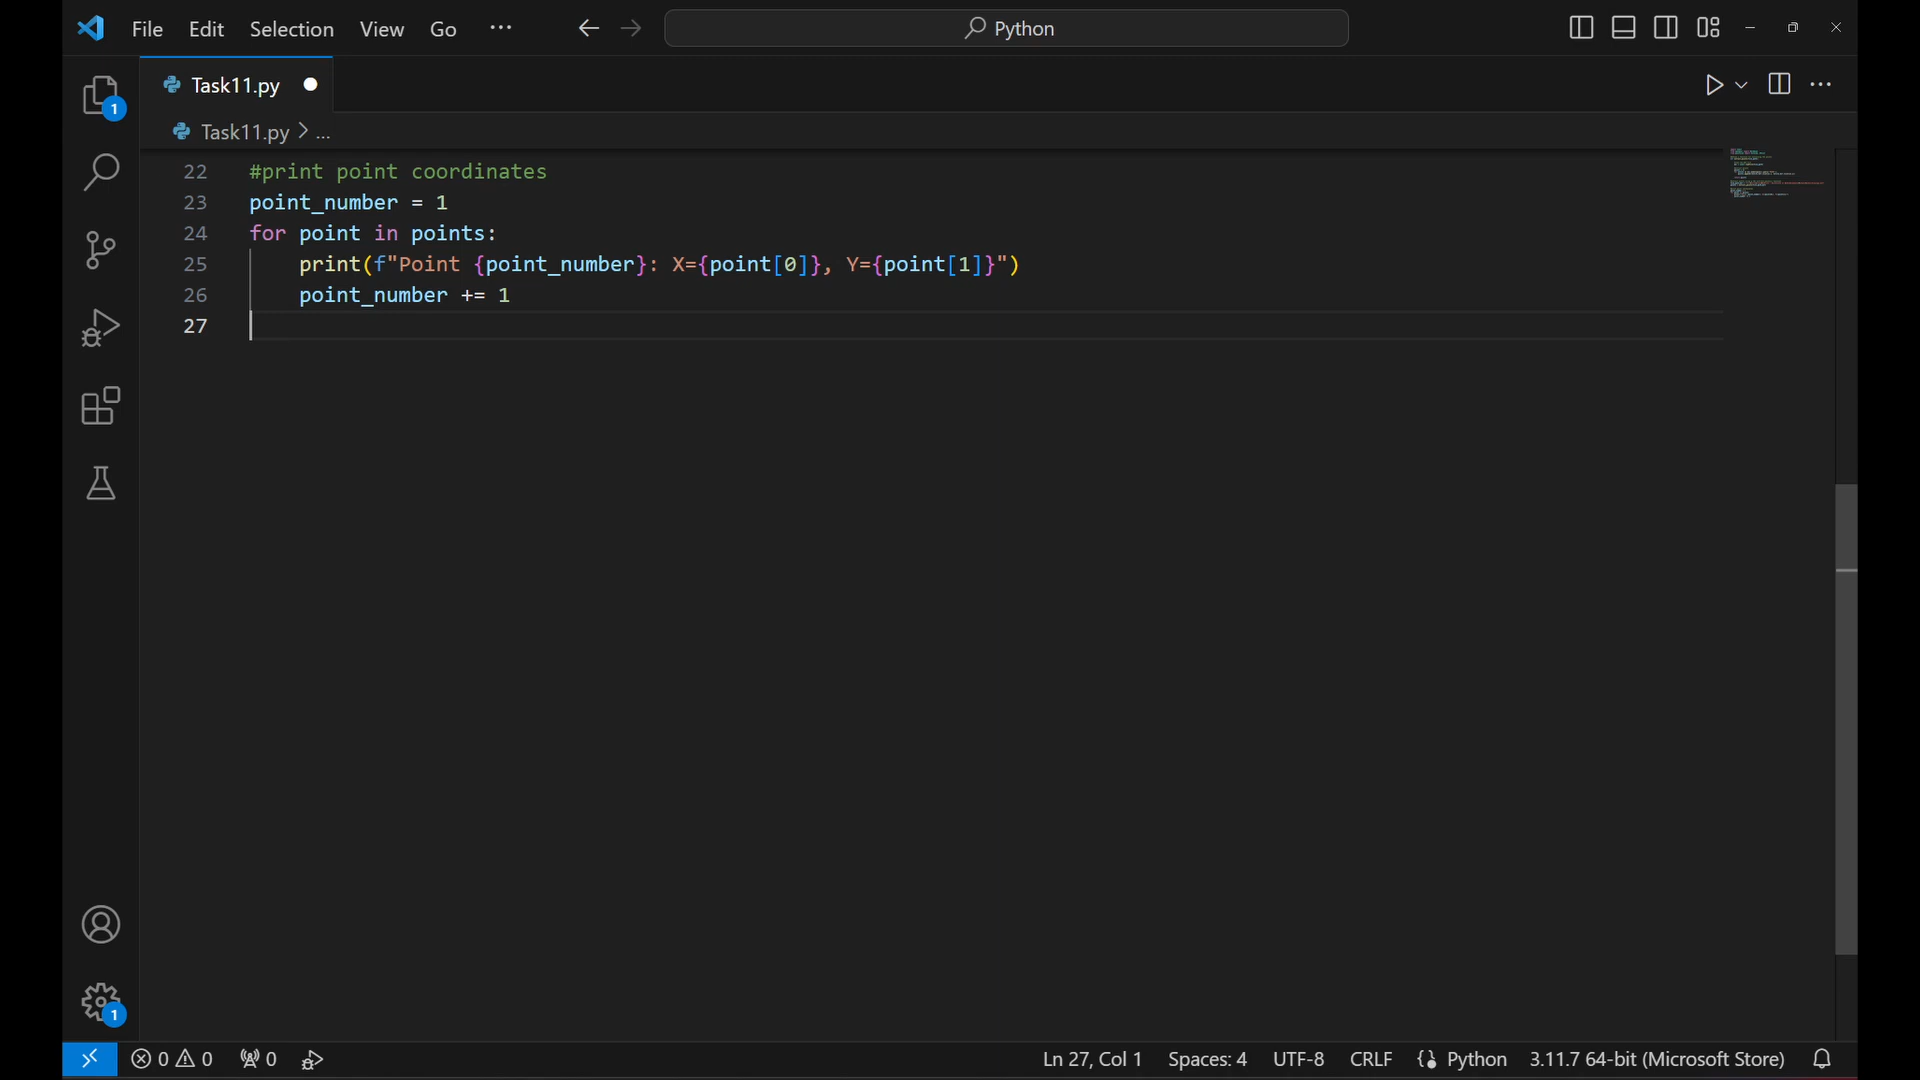 File Edit Selection View Go ··· Python
Task11.py
Task11.py > ...
22 #print point coordinates
23 point_number = 1
24 for point in points:
25 print(f"Point {point_number}: X={point[0]}, Y={point[1]}")
26 point_number += 1
27
1
1
0 0 0 Ln 27, Col 1 Spaces: 4 UTF-8 CRLF Python 3.11.7 64-bit (Microsoft Store)